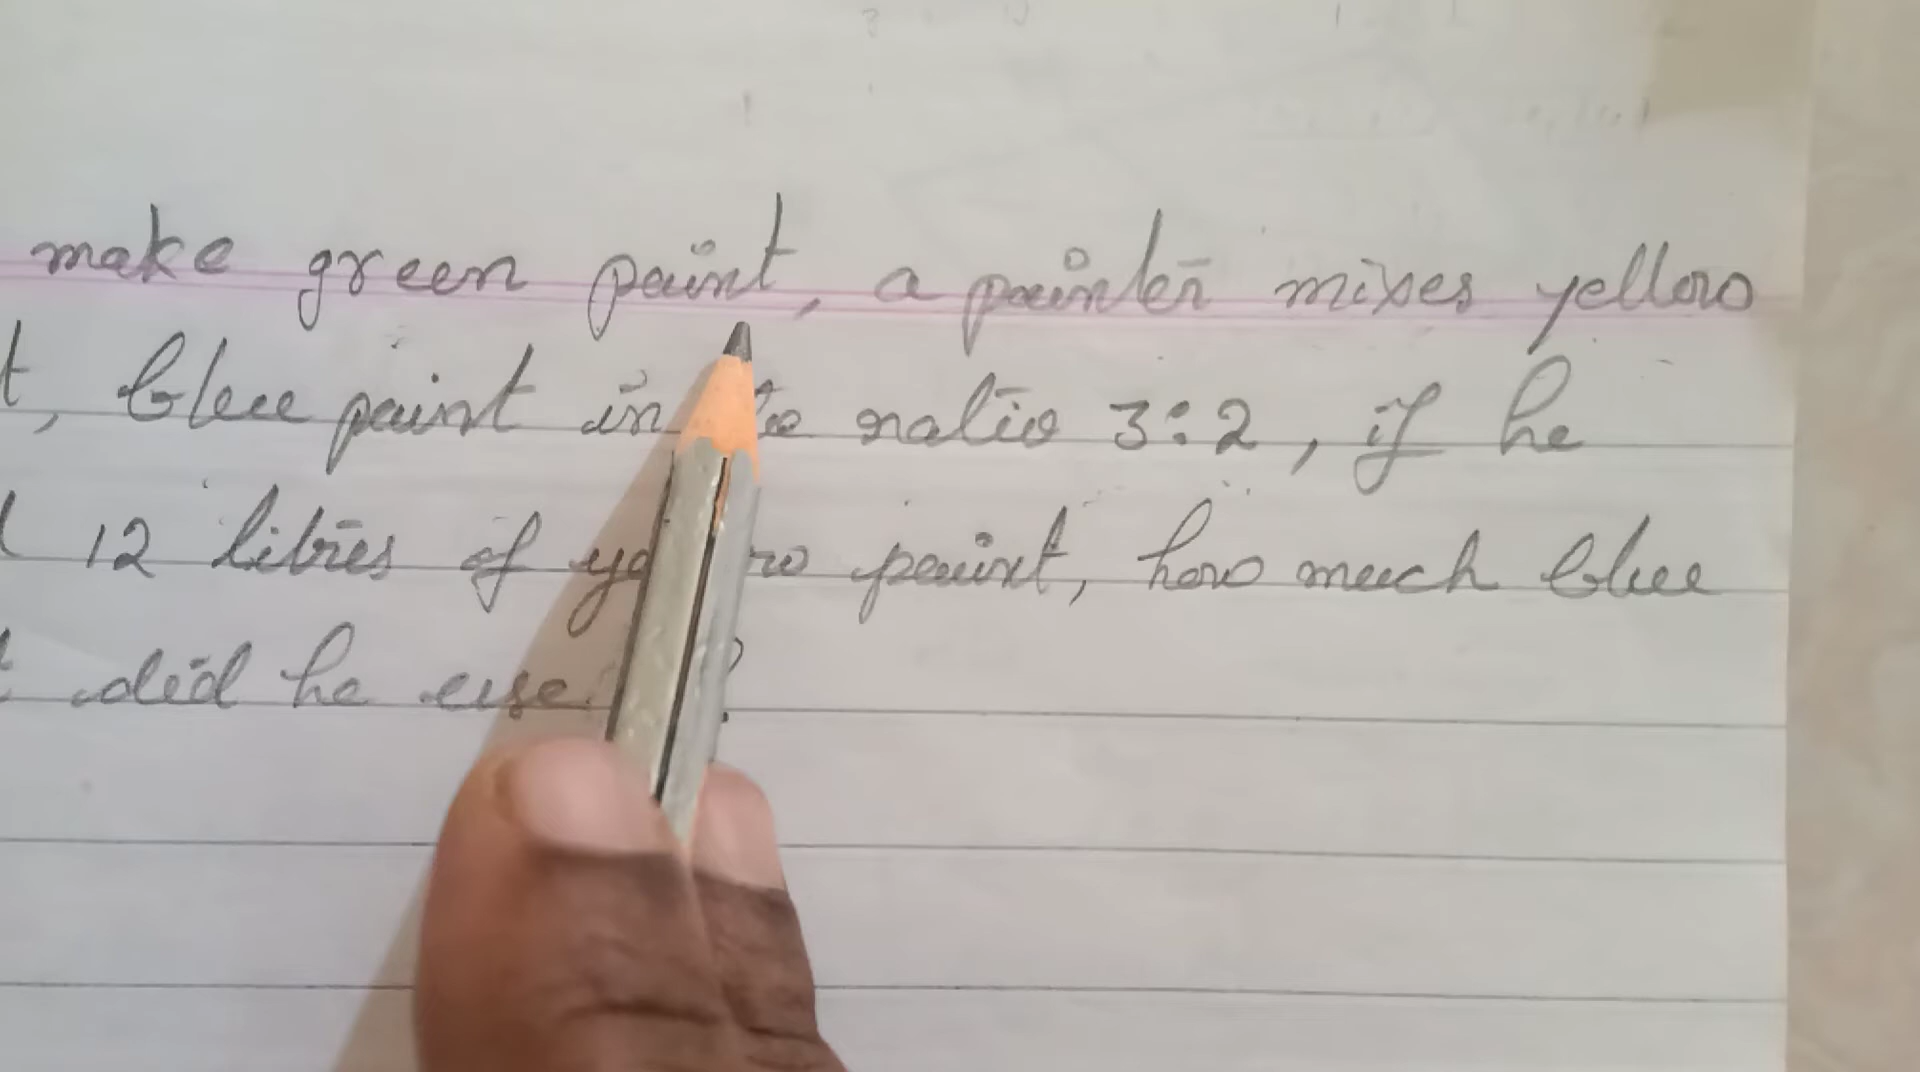 make green paint, a painter mixes yellow
t, blue paint in to ratio 3:2, if he
12 litres of paint, how much blue
did he use ?